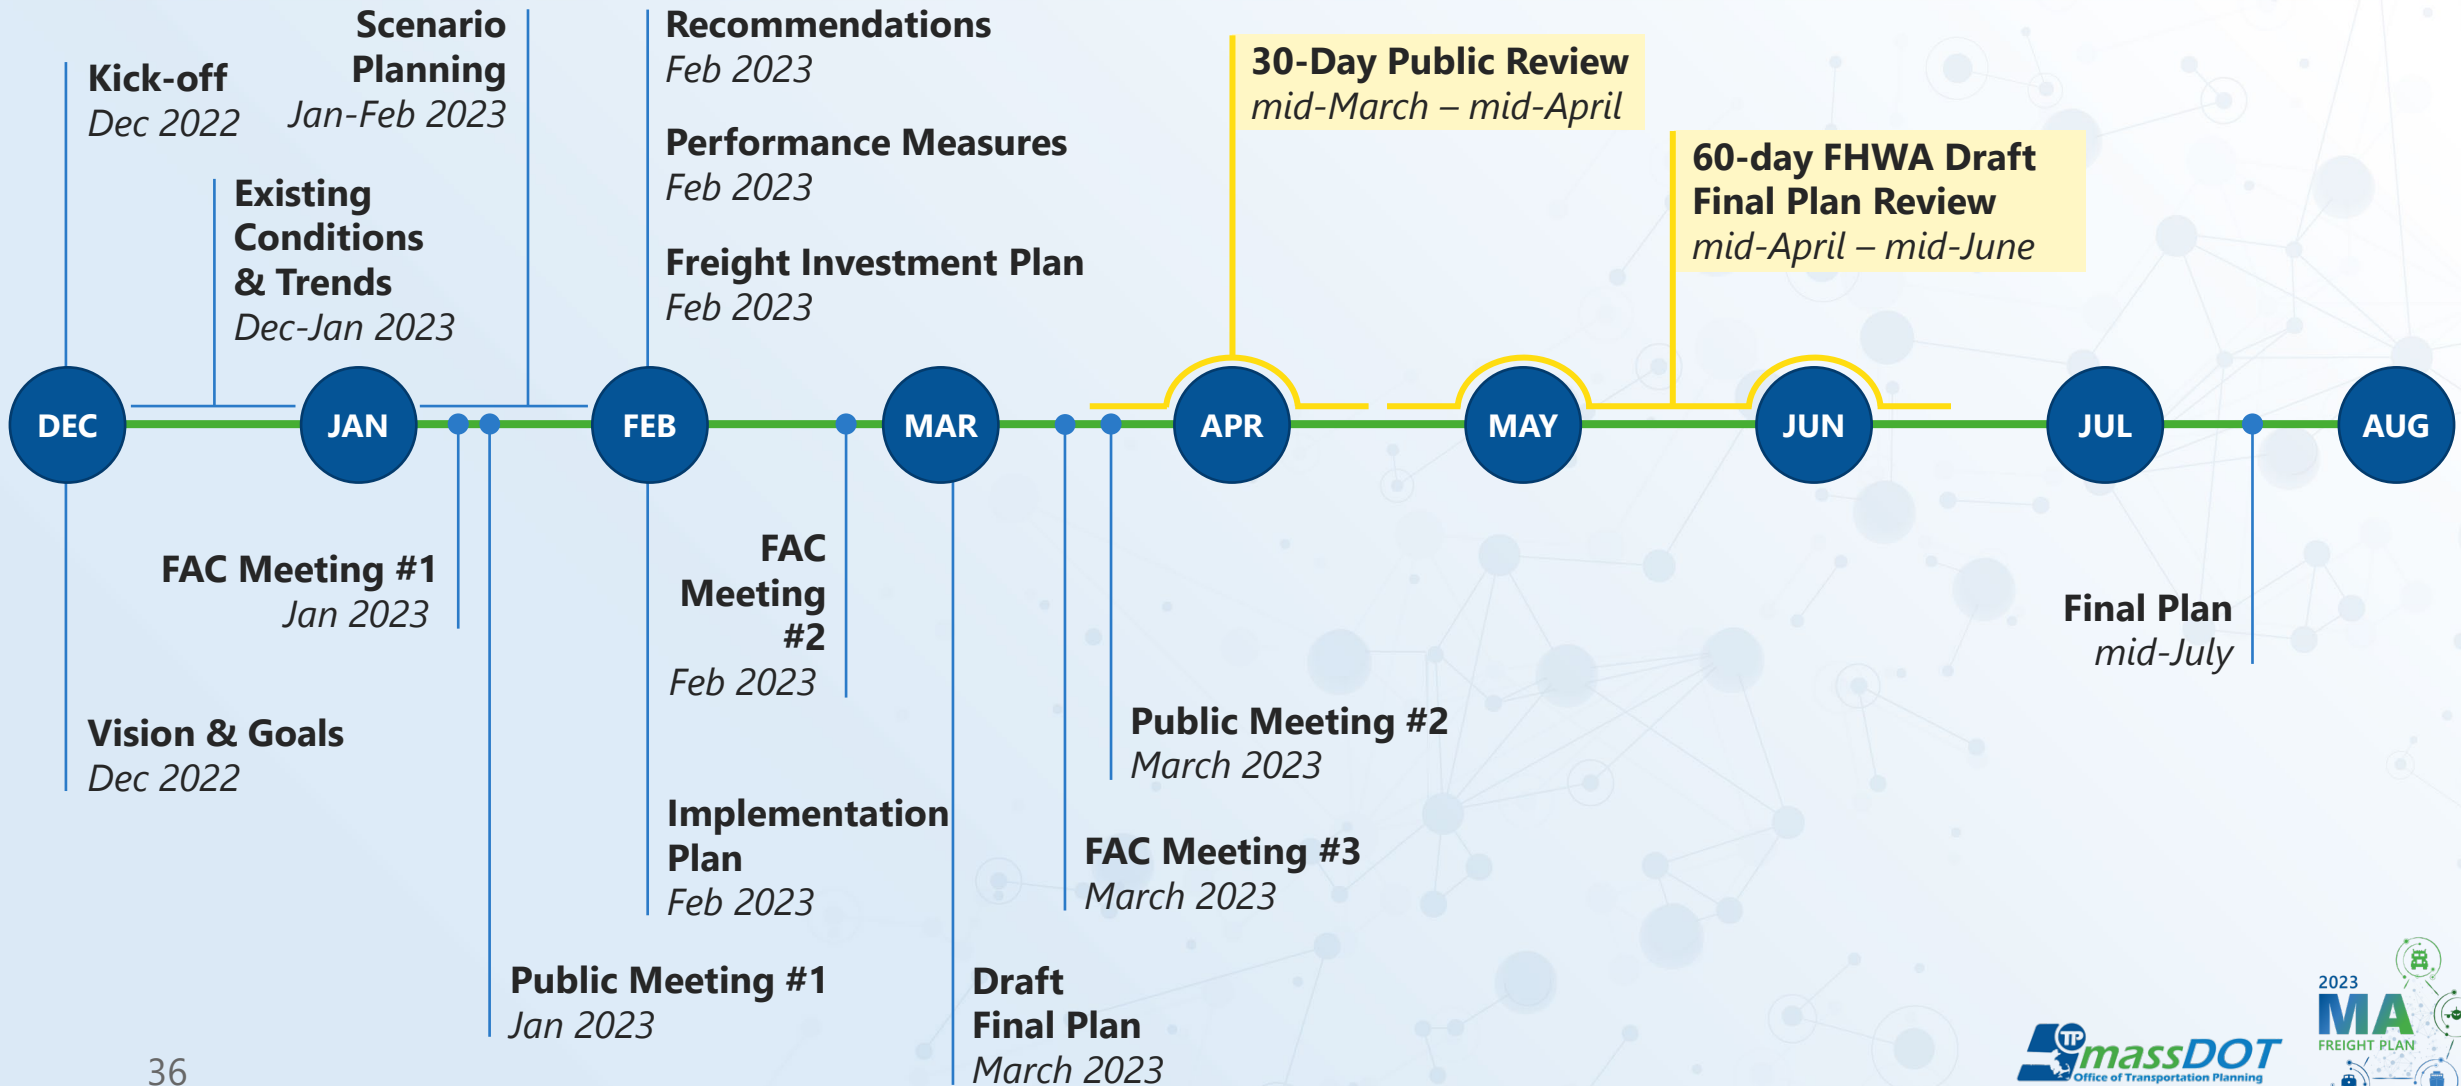 Kick-off
Dec 2022
Scenario
Planning
Jan-Feb 2023
Existing
Conditions
& Trends
Dec-Jan 2023
Recommendations
Feb 2023
Performance Measures
Feb 2023
Freight Investment Plan
Feb 2023
30-Day Public Review
mid-March – mid-April
60-day FHWA Draft
Final Plan Review
mid-April – mid-June
DEC
JAN
FEB
MAR
APR
MAY
JUN
JUL
AUG
FAC Meeting #1
Jan 2023
Vision & Goals
Dec 2022
Public Meeting #1
Jan 2023
FAC
Meeting
#2
Feb 2023
Implementation
Plan
Feb 2023
Draft
Final Plan
March 2023
Public Meeting #2
March 2023
FAC Meeting #3
March 2023
Final Plan
mid-July
36
TP
massDOT
Office of Transportation Planning
2023
MA
FREIGHT PLAN